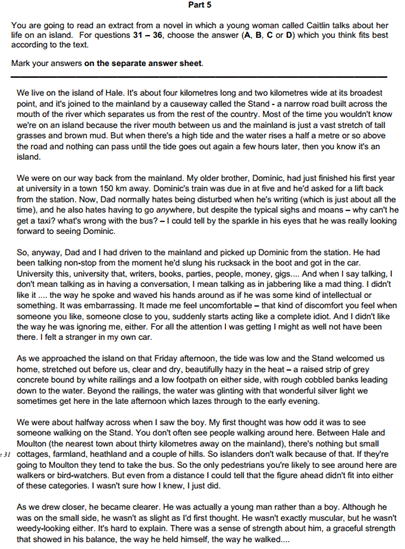 Part 5
You are going to read an extract from a novel in which a young woman called Caitlin talks about her
life on an island. For questions 31 – 36, choose the answer (A, B, C or D) which you think fits best
according to the text.
Mark your answers on the separate answer sheet.
We live on the island of Hale. It's about four kilometres long and two kilometres wide at its broadest
point, and it's joined to the mainland by a causeway called the Stand - a narrow road built across the
mouth of the river which separates us from the rest of the country. Most of the time you wouldn't know
we're on an island because the river mouth between us and the mainland is just a vast stretch of tall
grasses and brown mud. But when there's a high tide and the water rises a half a metre or so above
the road and nothing can pass until the tide goes out again a few hours later, then you know it's an
island.
We were on our way back from the mainland. My older brother, Dominic, had just finished his first year
at university in a town 150 km away. Dominic's train was due in at five and he'd asked for a lift back
from the station. Now, Dad normally hates being disturbed when he's writing (which is just about all the
time), and he also hates having to go anywhere, but despite the typical sighs and moans – why can't he
get a taxi? what's wrong with the bus? – I could tell by the sparkle in his eyes that he was really looking
forward to seeing Dominic.
So, anyway, Dad and I had driven to the mainland and picked up Dominic from the station. He had
been talking non-stop from the moment he'd slung his rucksack in the boot and got in the car.
University this, university that, writers, books, parties, people, money, gigs.... And when I say talking, I
don't mean talking as in having a conversation, I mean talking as in jabbering like a mad thing. I didn't
like it .... the way he spoke and waved his hands around as if he was some kind of intellectual or
something. It was embarrassing. It made me feel uncomfortable – that kind of discomfort you feel when
someone you like, someone close to you, suddenly starts acting like a complete idiot. And I didn't like
the way he was ignoring me, either. For all the attention I was getting I might as well not have been
there. I felt a stranger in my own car.
As we approached the island on that Friday afternoon, the tide was low and the Stand welcomed us
home, stretched out before us, clear and dry, beautifully hazy in the heat – a raised strip of grey
concrete bound by white railings and a low footpath on either side, with rough cobbled banks leading
down to the water. Beyond the railings, the water was glinting with that wonderful silver light we
sometimes get here in the late afternoon which lazes through to the early evening.
We were about halfway across when I saw the boy. My first thought was how odd it was to see
someone walking on the Stand. You don't often see people walking around here. Between Hale and
Moulton (the nearest town about thirty kilometres away on the mainland), there's nothing but small
31 cottages, farmland, heathland and a couple of hills. So islanders don't walk because of that. If they're
going to Moulton they tend to take the bus. So the only pedestrians you're likely to see around here are
walkers or bird-watchers. But even from a distance I could tell that the figure ahead didn't fit into either
of these categories. I wasn't sure how I knew, I just did.
As we drew closer, he became clearer. He was actually a young man rather than a boy. Although he
was on the small side, he wasn't as slight as I'd first thought. He wasn't exactly muscular, but he wasn't
weedy-looking either. It's hard to explain. There was a sense of strength about him, a graceful strength
that showed in his balance, the way he held himself, the way he walked....